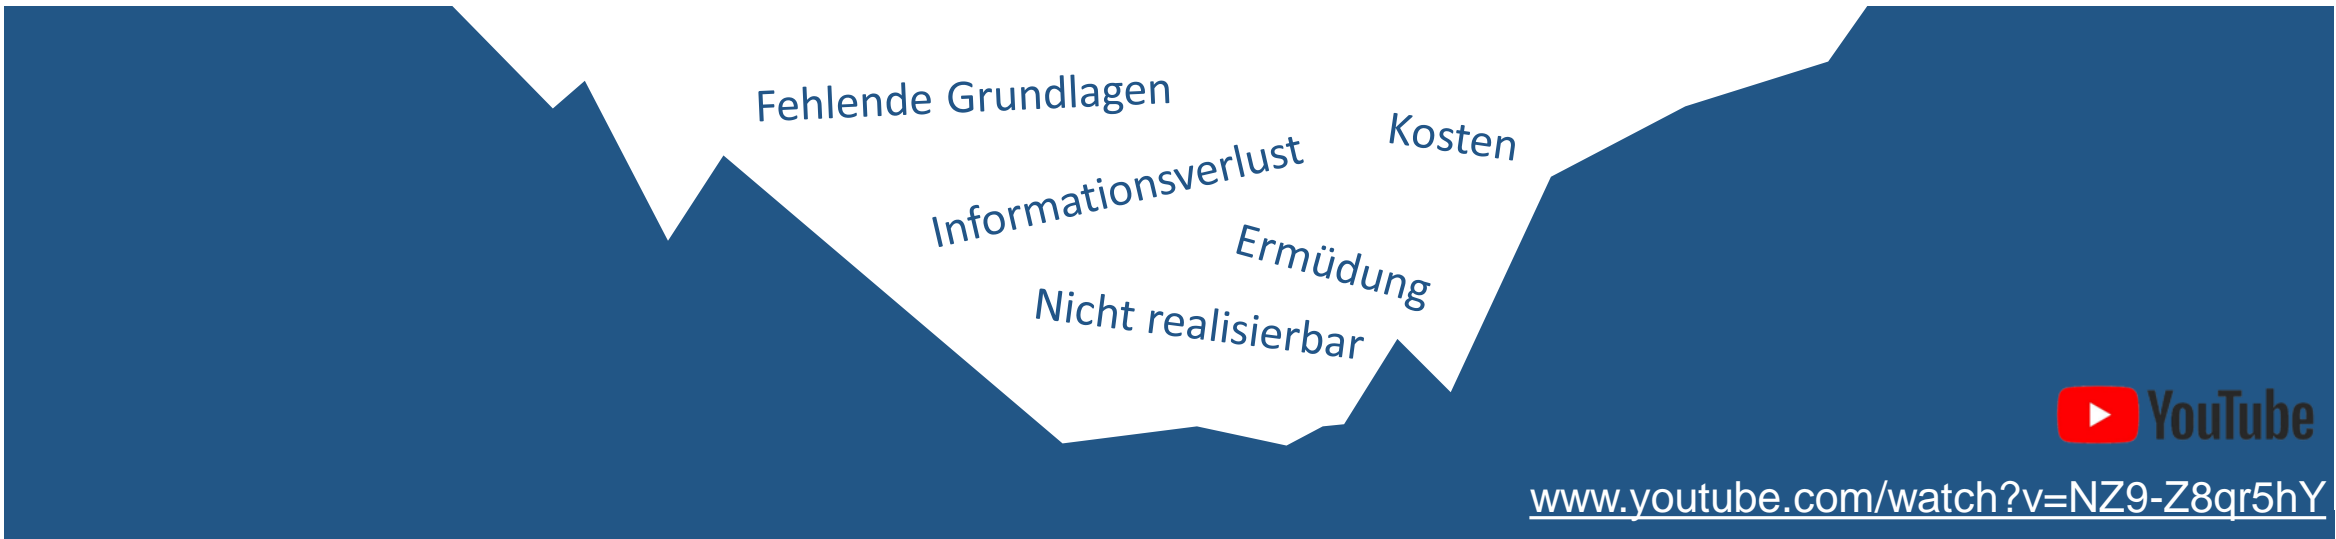 Fehlende Grundlagen
Kosten
Informationsverlust
Ermüdung
Nicht realisierbar
YouTube
www.youtube.com/watch?v=NZ9-Z8qr5hY